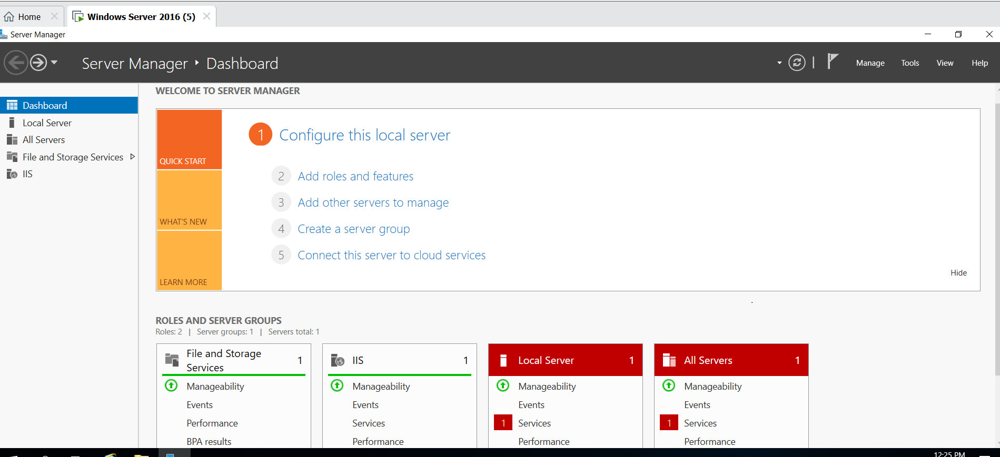 Home
Windows Server 2016 (5)
Server Manager
Server Manager Dashboard
Manage Tools View Help
Dashboard
Local Server
All Servers
File and Storage Services
IIS
WELCOME TO SERVER MANAGER
QUICK START
WHAT'S NEW
LEARN MORE
1 Configure this local server
2 Add roles and features
3 Add other servers to manage
4 Create a server group
5 Connect this server to cloud services
Hide
ROLES AND SERVER GROUPS
Roles: 2 | Server groups: 1 | Servers total: 1
File and Storage
Services 1
Manageability
Events
Performance
BPA results
IIS 1
Manageability
Events
Services
Performance
Local Server 1
Manageability
Events
1 Services
Performance
All Servers 1
Manageability
Events
1 Services
Performance
12:25 PM